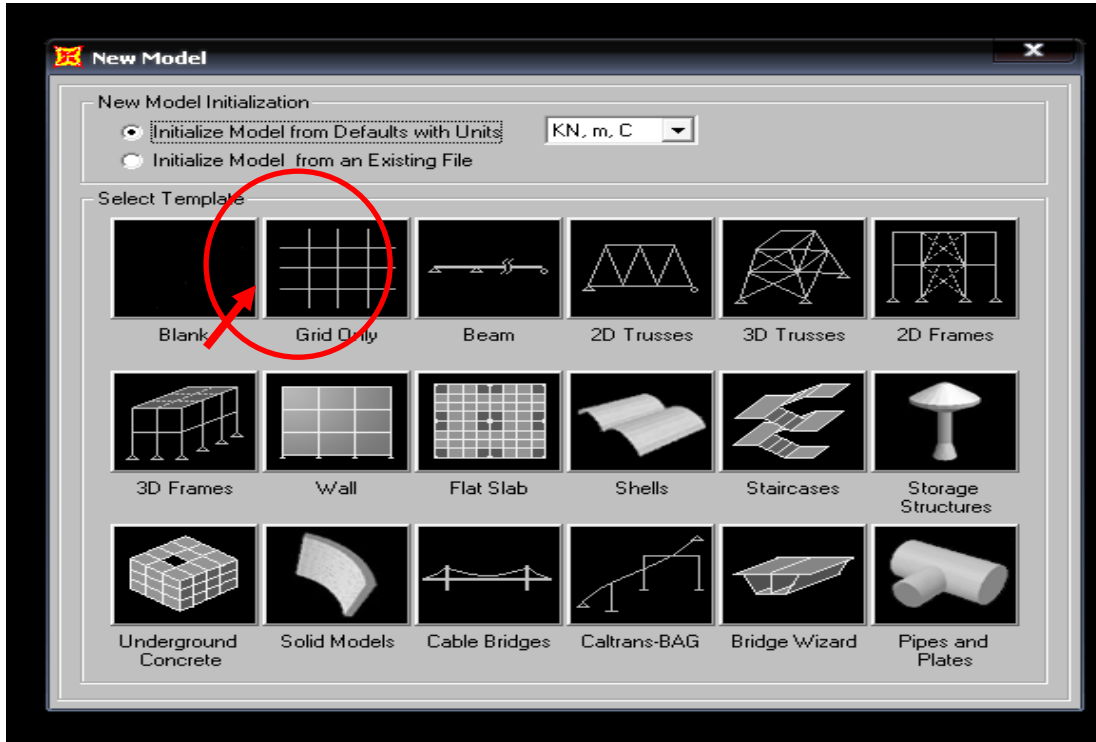 New Model
New Model Initialization
Initialize Model from Defaults with Units
KN, m, C
Initialize Model from an Existing File
Select Template
Blank
Grid Only
Beam
2D Trusses
3D Trusses
2D Frames
3D Frames
Wall
Flat Slab
Shells
Staircases
Storage
Structures
Underground
Concrete
Solid Models
Cable Bridges
Caltrans-BAG
Bridge Wizard
Pipes and
Plates